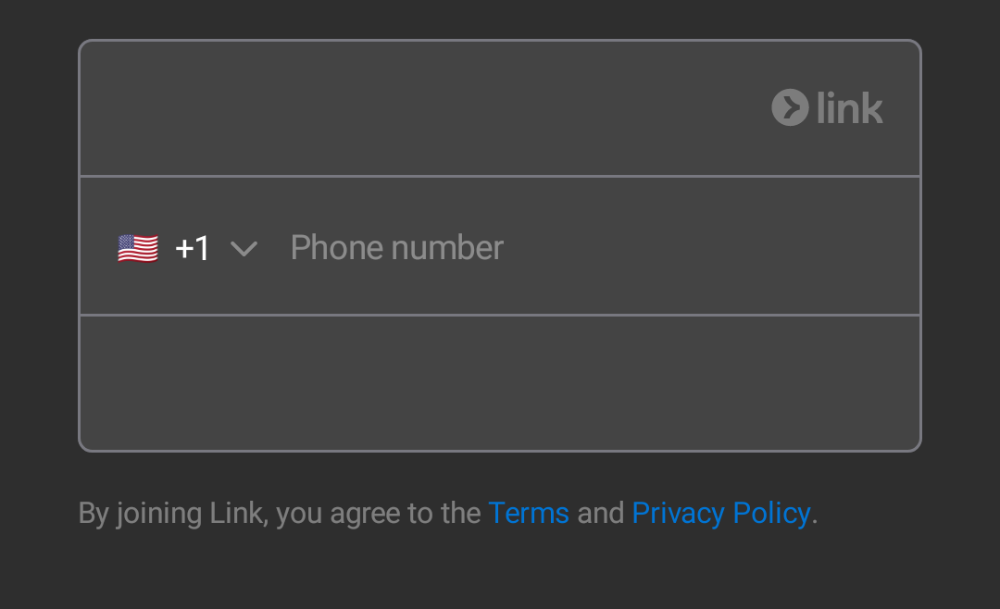 link
+1 Phone number
By joining Link, you agree to the Terms and Privacy Policy.